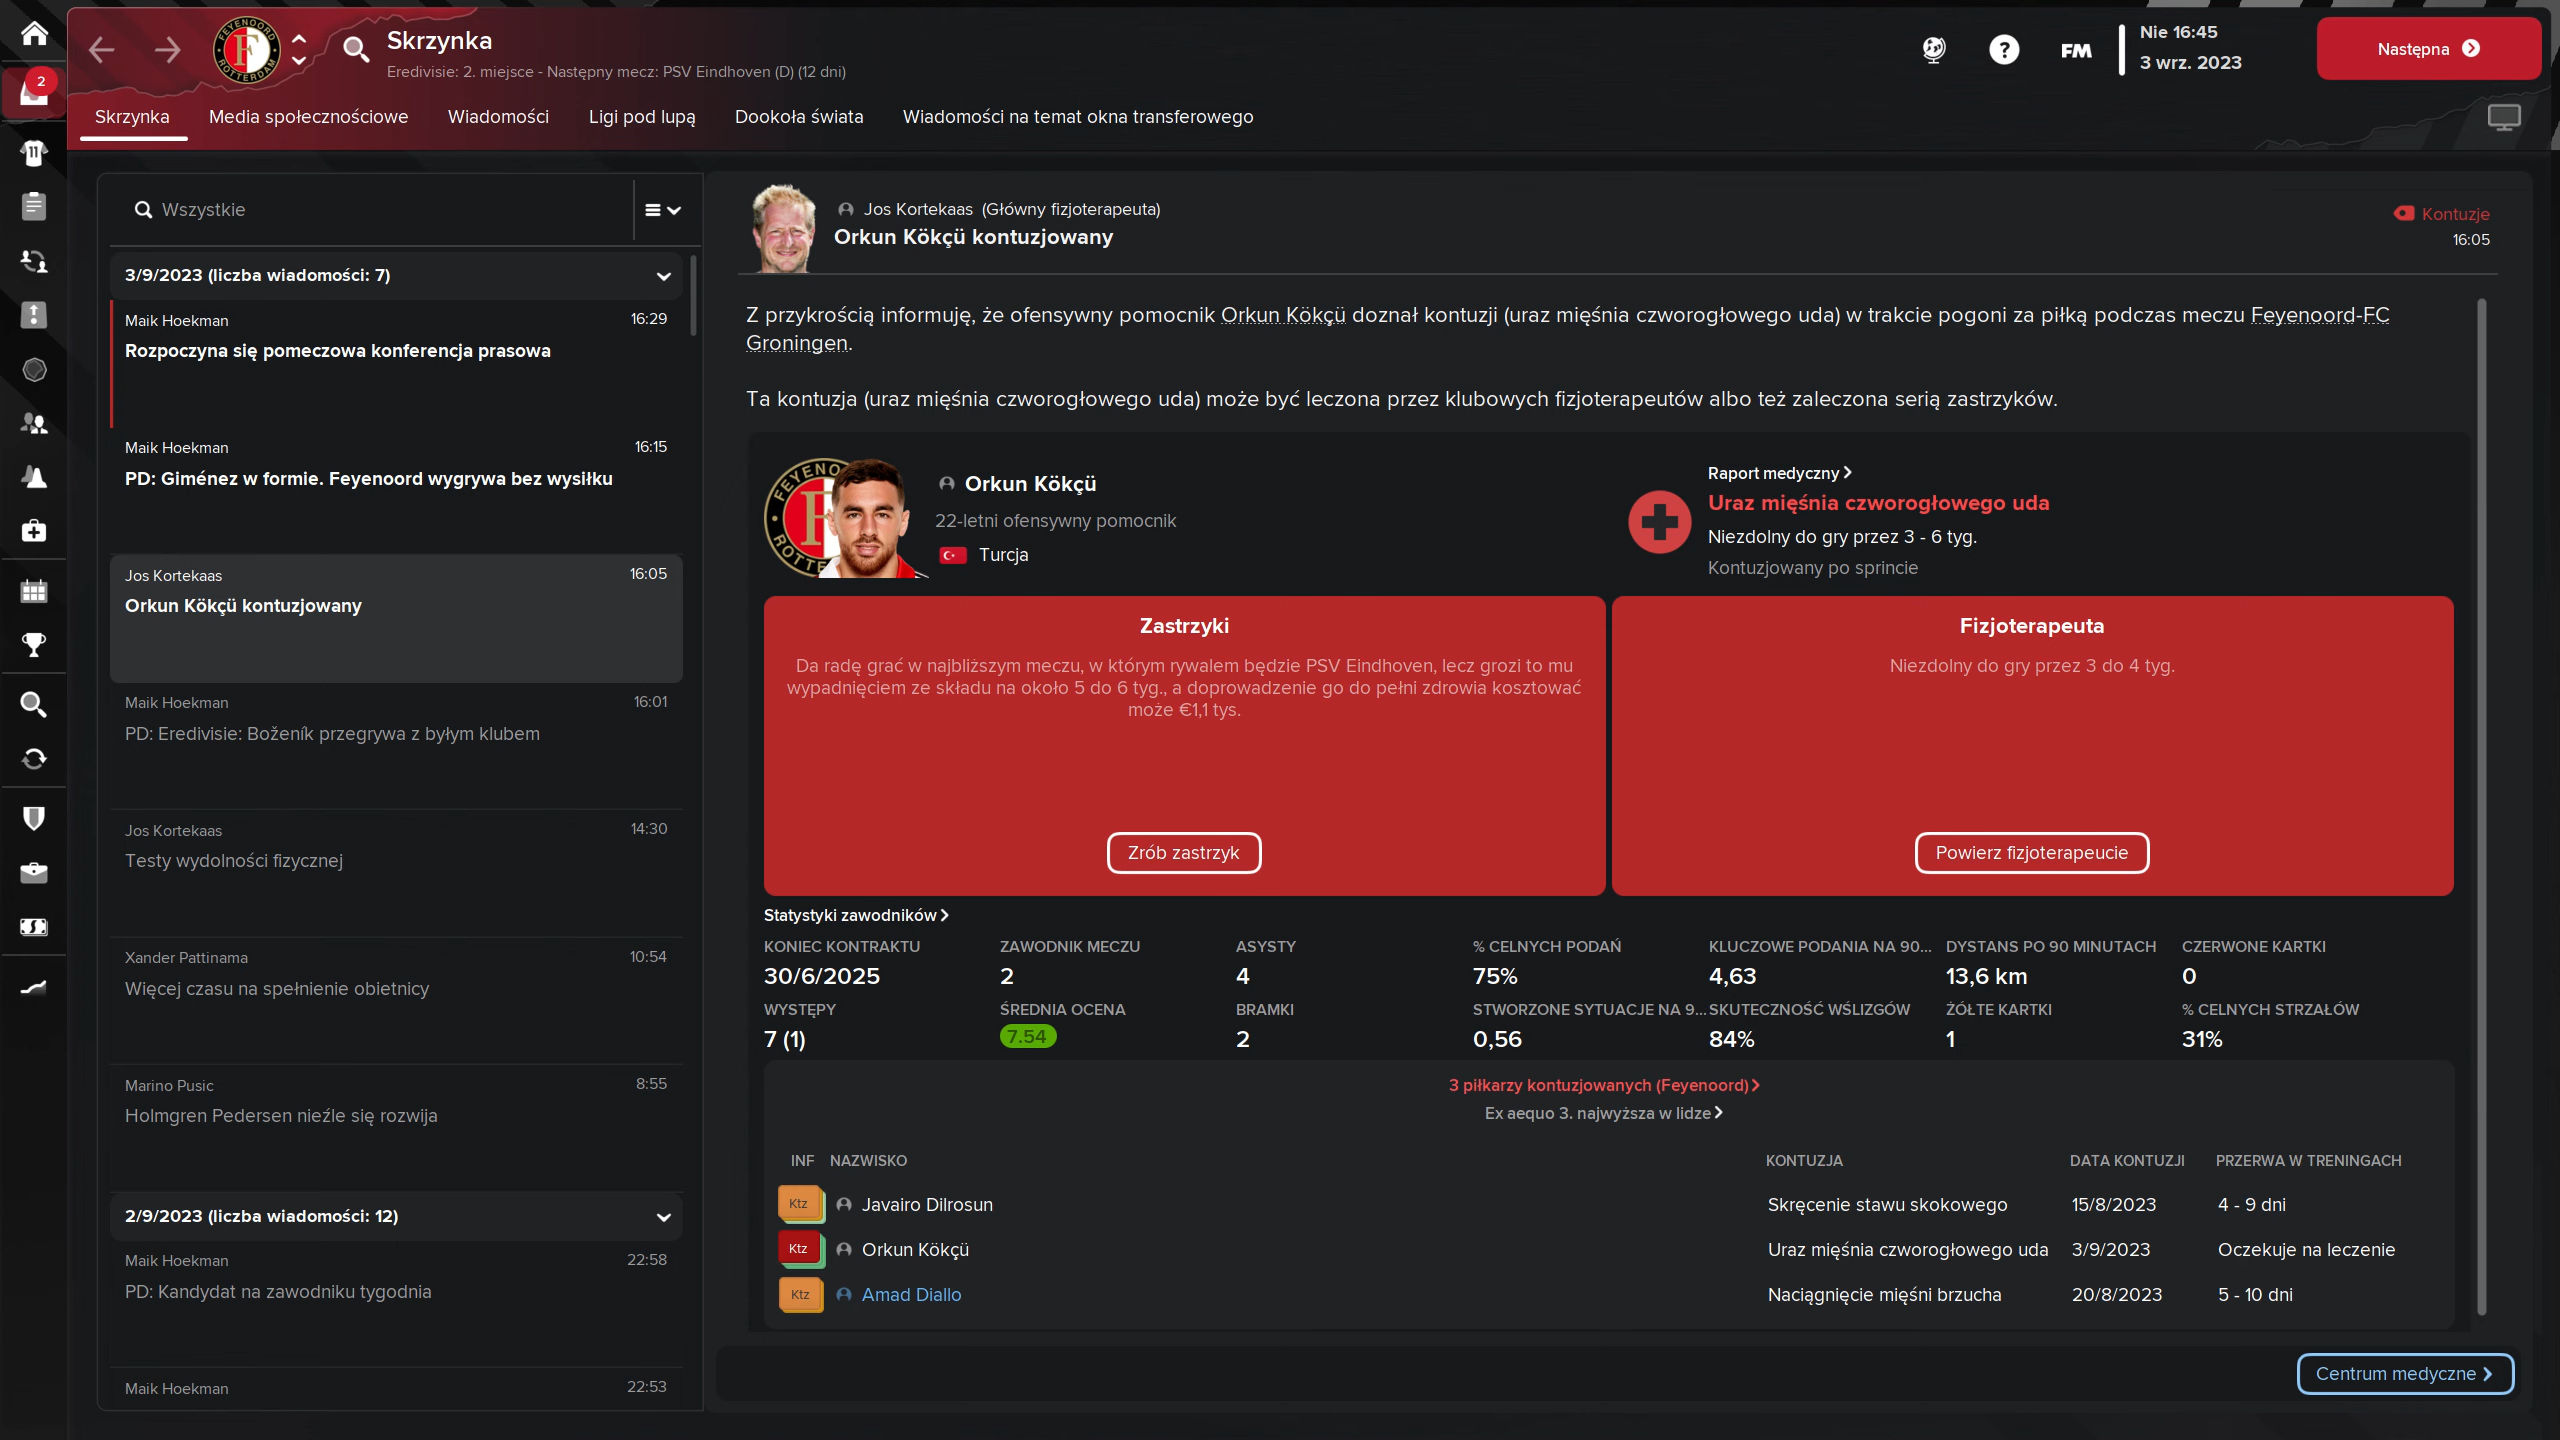 2
Skrzynka
Eredivisie: 2. miejsce - Następny mecz: PSV Eindhoven (D) (12 dni)
FM
Nie 16:45
3 wrz. 2023
Następna
Skrzynka
Media społecznościowe
Wiadomości
Ligi pod lupą
Dookoła świata
Wiadomości na temat okna transferowego
11
Wszystkie
3/9/2023 (liczba wiadomości: 7)
Maik Hoekman
16:29
Rozpoczyna się pomeczowa konferencja prasowa
Maik Hoekman
16:15
PD: Giménez w formie. Feyenoord wygrywa bez wysiłku
Jos Kortekaas
16:05
Orkun Kökçü kontuzjowany
Maik Hoekman
16:01
PD: Eredivisie: Boženík przegrywa z byłym klubem
Jos Kortekaas
14:30
Testy wydolności fizycznej
Xander Pattinama
10:54
Więcej czasu na spełnienie obietnicy
Marino Pusic
8:55
Holmgren Pedersen nieźle się rozwija
2/9/2023 (liczba wiadomości: 12)
Maik Hoekman
22:58
PD: Kandydat na zawodniku tygodnia
Maik Hoekman
22:53
Jos Kortekaas (Główny fizjoterapeuta)
Orkun Kökçü kontuzjowany
Kontuzje
16:05
Z przykrością informuję, że ofensywny pomocnik Orkun Kökçü doznał kontuzji (uraz mięśnia czworogłowego uda) w trakcie pogoni za piłką podczas meczu Feyenoord-FC
Groningen.
Ta kontuzja (uraz mięśnia czworogłowego uda) może być leczona przez klubowych fizjoterapeutów albo też zaleczona serią zastrzyków.
Orkun Kökçü
22-letni ofensywny pomocnik
Turcja
Raport medyczny
Uraz mięśnia czworogłowego uda
Niezdolny do gry przez 3 - 6 tyg.
Kontuzjowany po sprincie
Zastrzyki
Da radę grać w najbliższym meczu, w którym rywalem będzie PSV Eindhoven, lecz grozi to mu
wypadnięciem ze składu na około 5 do 6 tyg., a doprowadzenie go do pełni zdrowia kosztować
może €1,1 tys.
Zrób zastrzyk
Fizjoterapeuta
Niezdolny do gry przez 3 do 4 tyg.
Powierz fizjoterapeucie
Statystyki zawodników
KONIEC KONTRAKTU ZAWODNIK MECZU ASYSTY % CELNYCH PODAŃ KLUCZOWE PODANIA NA 90... DYSTANS PO 90 MINUTACH CZERWONE KARTKI
30/6/2025 2 4 75% 4,63 13,6 km 0
WYSTĘPY ŚREDNIA OCENA BRAMKI STWORZONE SYTUACJE NA 9... SKUTECZNOŚĆ WŚLIZGÓW ŻÓŁTE KARTKI % CELNYCH STRZAŁÓW
7 (1) 7.54 2 0,56 84% 1 31%
3 piłkarzy kontuzjowanych (Feyenoord)
Ex aequo 3. najwyższa w lidze
INF NAZWISKO KONTUZJA DATA KONTUZJI PRZERWA W TRENINGACH
Ktz Javairo Dilrosun Skręcenie stawu skokowego 15/8/2023 4 - 9 dni
Ktz Orkun Kökçü Uraz mięśnia czworogłowego uda 3/9/2023 Oczekuje na leczenie
Ktz Amad Diallo Naciągnięcie mięśni brzucha 20/8/2023 5 - 10 dni
Centrum medyczne